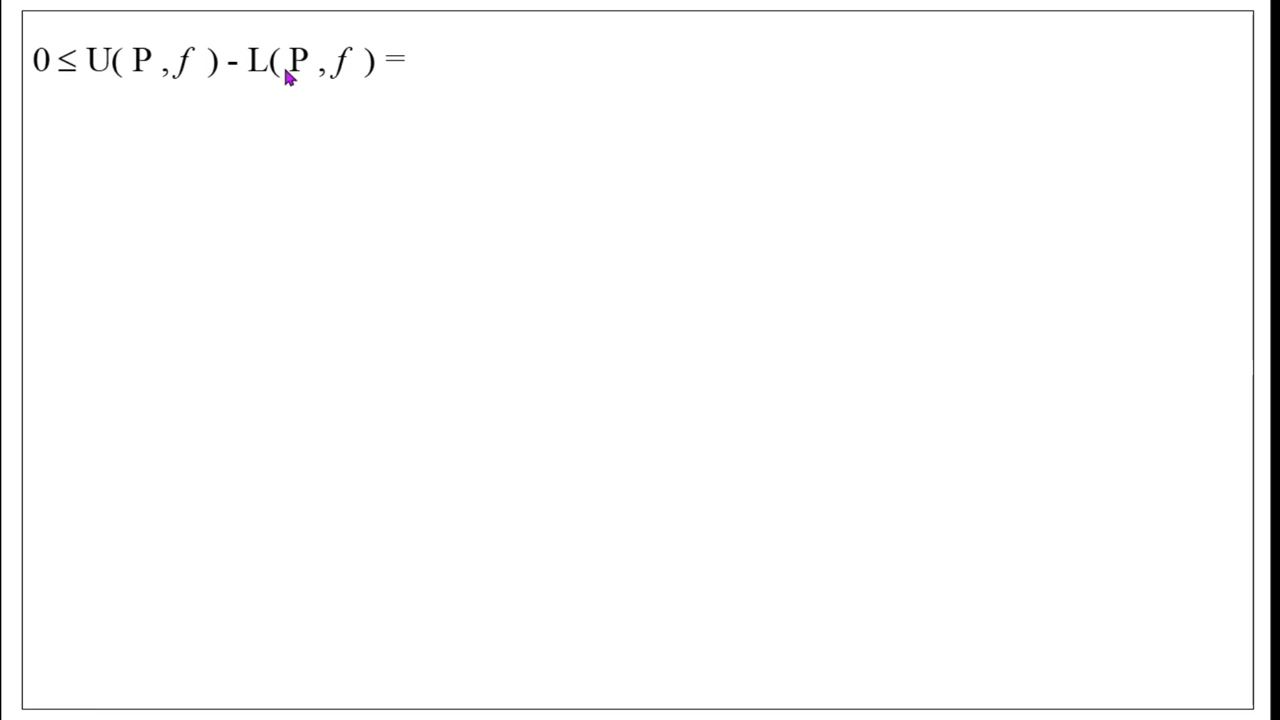 0 ≤ U( P , f ) - L( P , f ) =